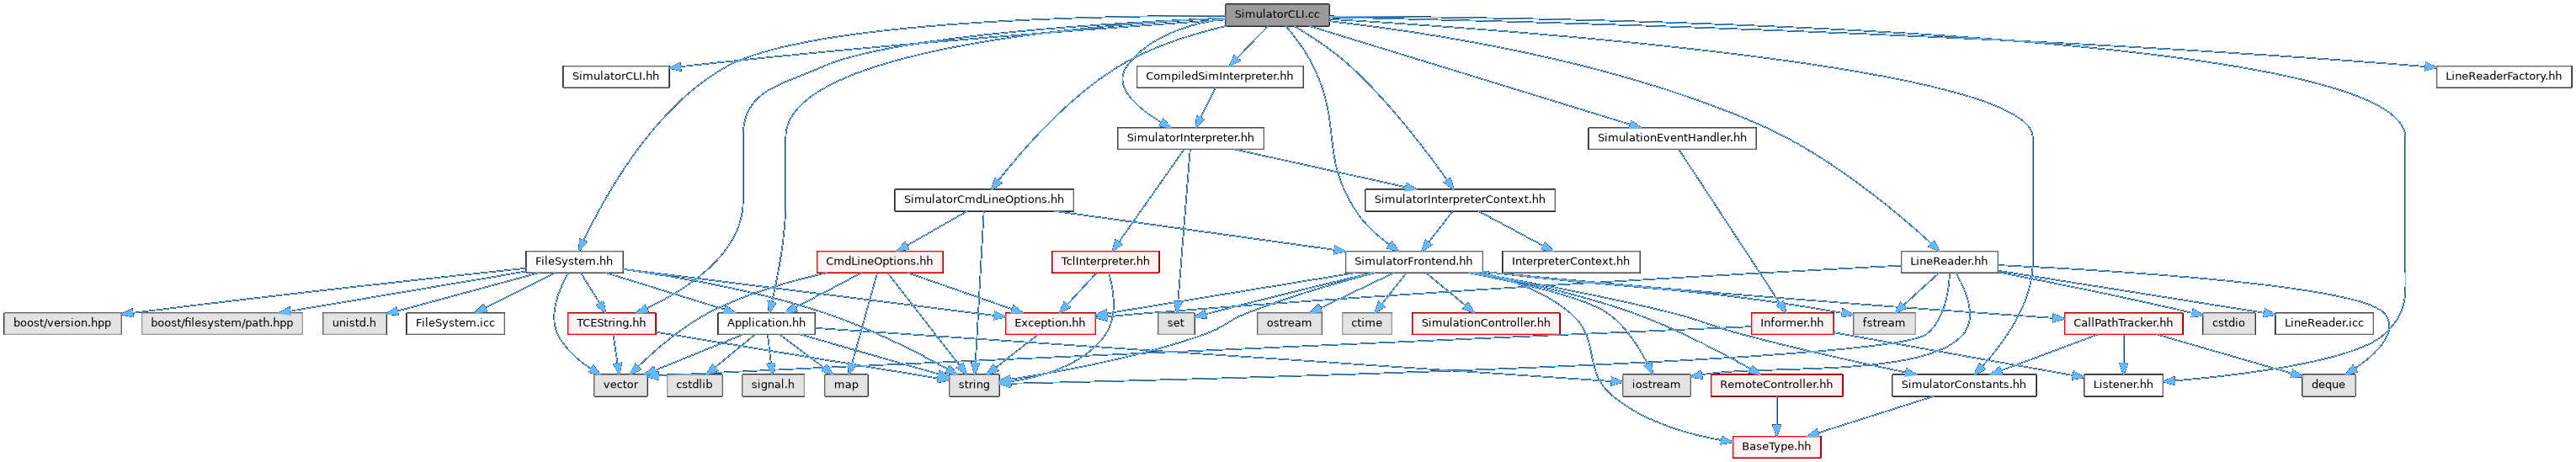 SimulatorCLI.cc
SimulatorCLI.hh
CompiledSimInterpreter.hh
LineReaderFactory.hh
SimulatorInterpreter.hh
SimulationEventHandler.hh
SimulatorCmdLineOptions.hh
SimulatorInterpreterContext.hh
FileSystem.hh
CmdLineOptions.hh
TclInterpreter.hh
SimulatorFrontend.hh
InterpreterContext.hh
LineReader.hh
boost/version.hpp
boost/filesystem/path.hpp
unistd.h
FileSystem.icc
TCEString.hh
Application.hh
Exception.hh
set
ostream
ctime
SimulationController.hh
Informer.hh
fstream
CallPathTracker.hh
cstdio
LineReader.icc
vector
cstdlib
signal.h
map
string
iostream
RemoteController.hh
SimulatorConstants.hh
Listener.hh
deque
BaseType.hh